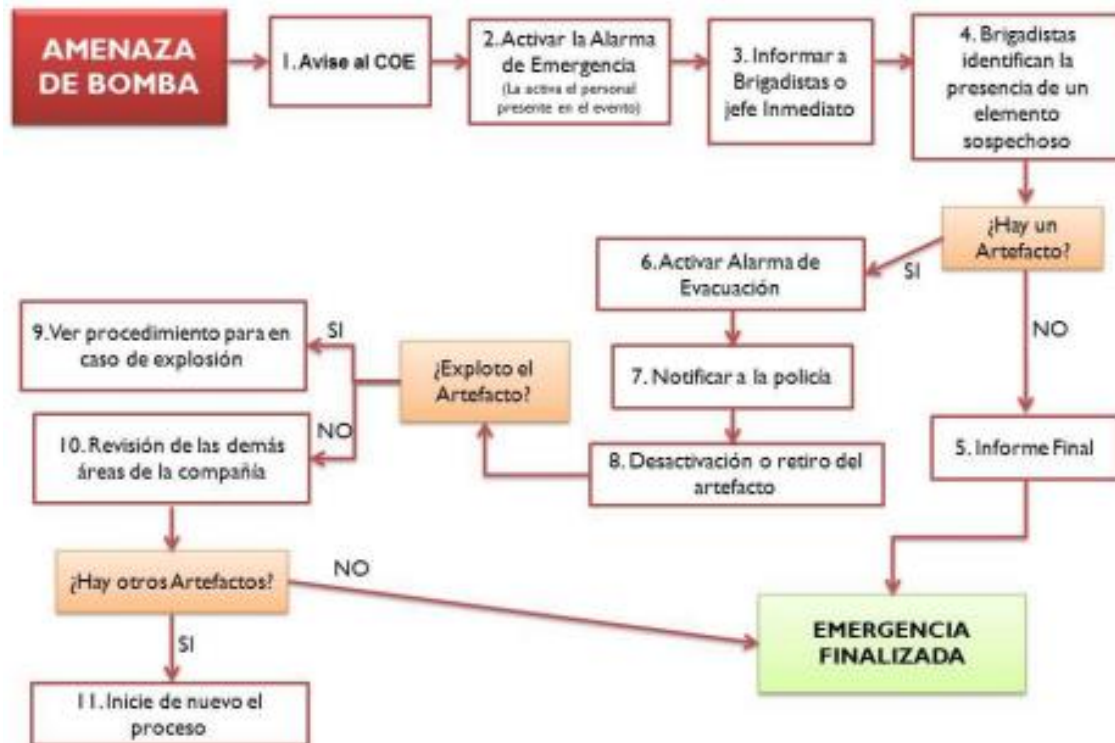 AMENAZA
DE BOMBA
1. Avise al COE
2. Activar la Alarma
de Emergencia
(La activa el personal
presente en el evento)
3. Informar a
Brigadistas o
jefe Inmediato
4. Brigadistas
identifican la
presencia de un
elemento
sospechoso
¿Hay un
Artefacto?
SI
NO
6. Activar Alarma de
Evacuación
7. Notificar a la policía
8. Desactivación o retiro del
artefacto
5. Informe Final
¿Exploto el
Artefacto?
SI
NO
9. Ver procedimiento para en
caso de explosión
10. Revisión de las demás
áreas de la compañía
¿Hay otros Artefactos?
NO
SI
11. Inicie de nuevo el
proceso
EMERGENCIA
FINALIZADA